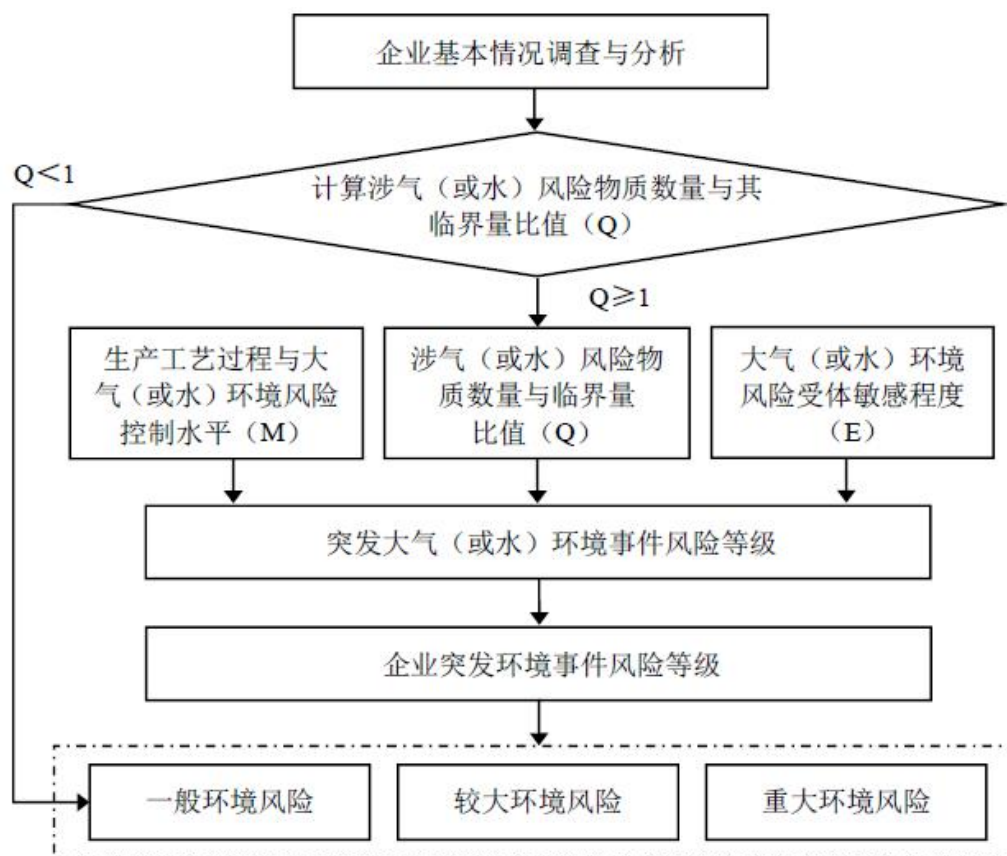 企业基本情况调查与分析
Q＜1
计算涉气（或水）风险物质数量与其
临界量比值（Q）
Q≥1
生产工艺过程与大
气（或水）环境风险
控制水平（M）
涉气（或水）风险物
质数量与临界量
比值（Q）
大气（或水）环境
风险受体敏感程度
（E）
突发大气（或水）环境事件风险等级
企业突发环境事件风险等级
一般环境风险
较大环境风险
重大环境风险